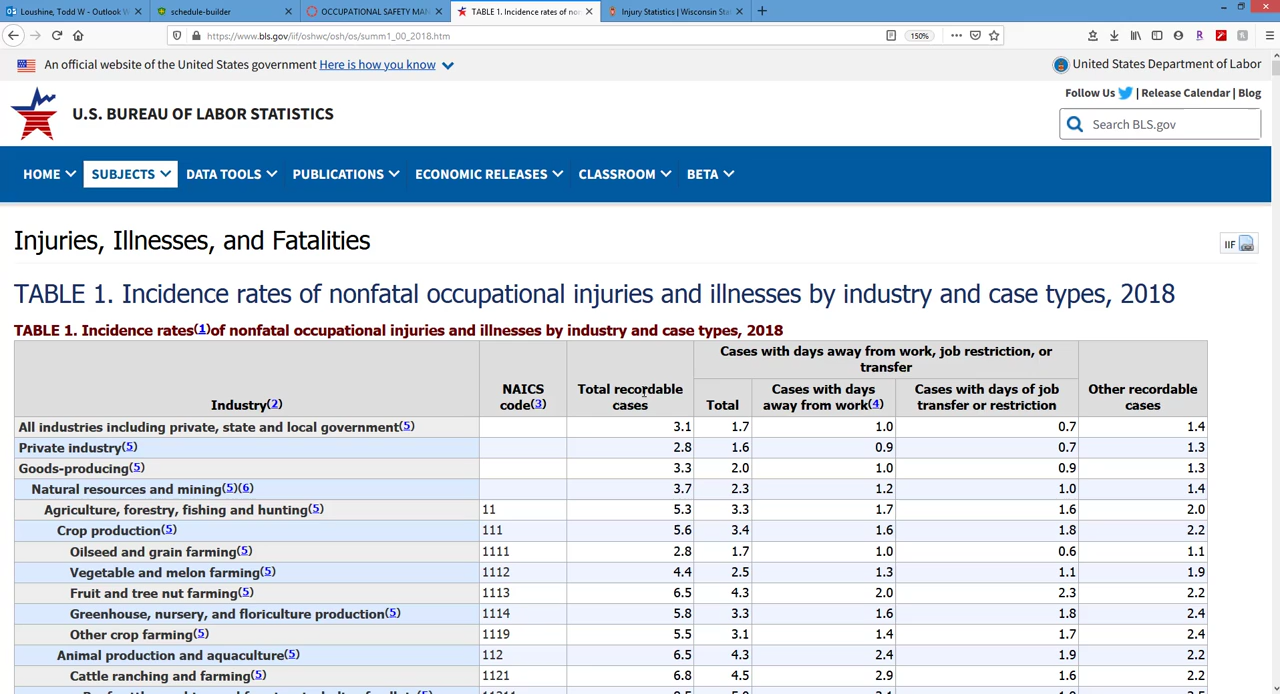 Loushine, Todd W - Outlook W
schedule-builder
OCCUPATIONAL SAFETY MAN
TABLE 1. Incidence rates of no
Injury Statistics | Wisconsin Sta
https://www.bls.gov/iif/oshwc/osh/os/summ1_00_2018.htm
150%
An official website of the United States government Here is how you know
United States Department of Labor
Follow Us | Release Calendar | Blog
U.S. BUREAU OF LABOR STATISTICS
Search BLS.gov
HOME SUBJECTS DATA TOOLS PUBLICATIONS ECONOMIC RELEASES CLASSROOM BETA
Injuries, Illnesses, and Fatalities
IIF
TABLE 1. Incidence rates of nonfatal occupational injuries and illnesses by industry and case types, 2018
TABLE 1. Incidence rates(1)of nonfatal occupational injuries and illnesses by industry and case types, 2018
Industry(2)
NAICS
code(3)
Total recordable
cases
Cases with days away from work, job restriction, or
transfer
Total
Cases with days
away from work(4)
Cases with days of job
transfer or restriction
Other recordable
cases
All industries including private, state and local government(5) 3.1 1.7 1.0 0.7 1.4
Private industry(5) 2.8 1.6 0.9 0.7 1.3
Goods-producing(5) 3.3 2.0 1.0 0.9 1.3
Natural resources and mining(5)(6) 3.7 2.3 1.2 1.0 1.4
Agriculture, forestry, fishing and hunting(5) 11 5.3 3.3 1.7 1.6 2.0
Crop production(5) 111 5.6 3.4 1.6 1.8 2.2
Oilseed and grain farming(5) 1111 2.8 1.7 1.0 0.6 1.1
Vegetable and melon farming(5) 1112 4.4 2.5 1.3 1.1 1.9
Fruit and tree nut farming(5) 1113 6.5 4.3 2.0 2.3 2.2
Greenhouse, nursery, and floriculture production(5) 1114 5.8 3.3 1.6 1.8 2.4
Other crop farming(5) 1119 5.5 3.1 1.4 1.7 2.4
Animal production and aquaculture(5) 112 6.5 4.3 2.4 1.9 2.2
Cattle ranching and farming(5) 1121 6.8 4.5 2.9 1.6 2.2